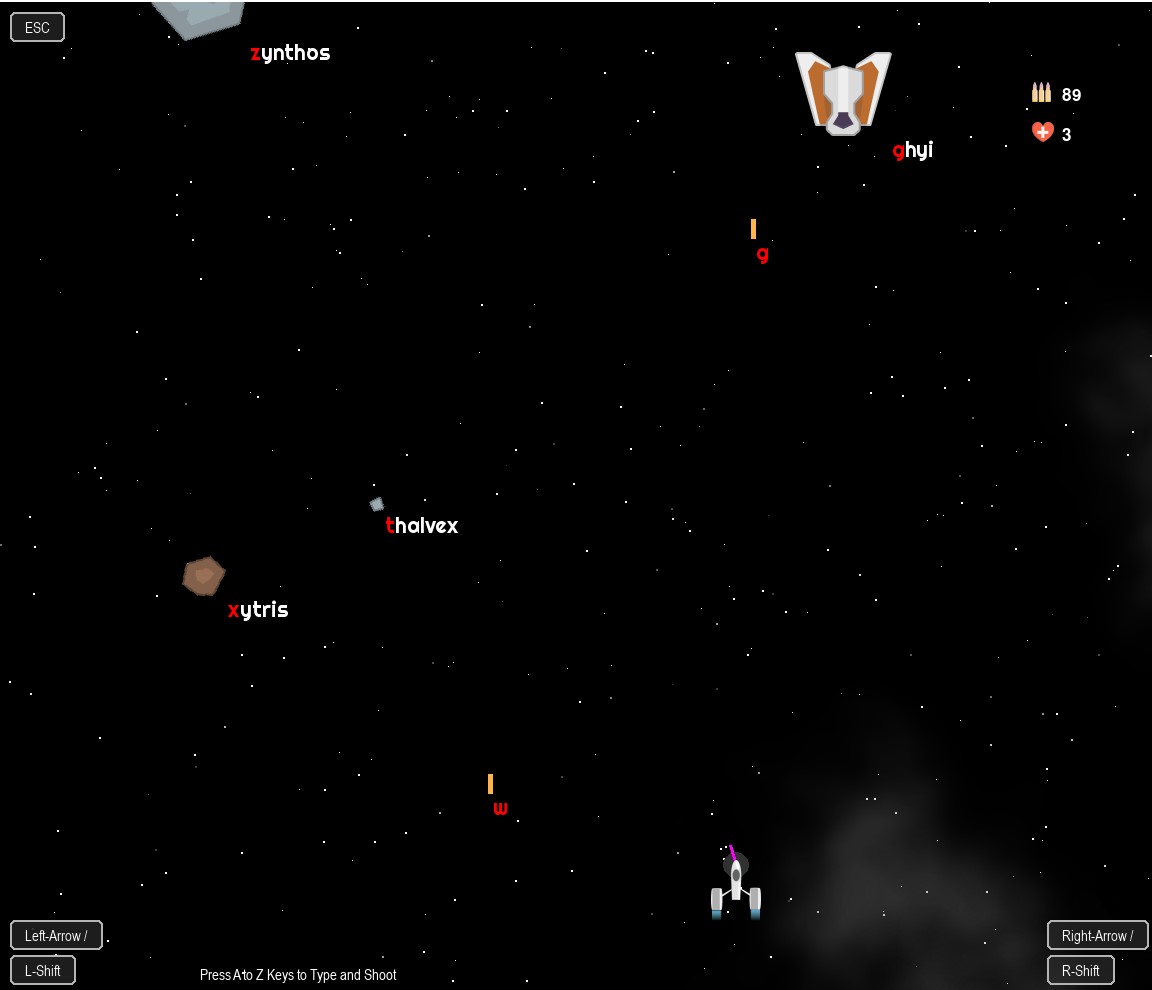 ESC
zynthos
89
3
ghyi
g
thalvex
xytris
w
Left-Arrow /
L-Shift
Press A to Z Keys to Type and Shoot
Right-Arrow /
R-Shift